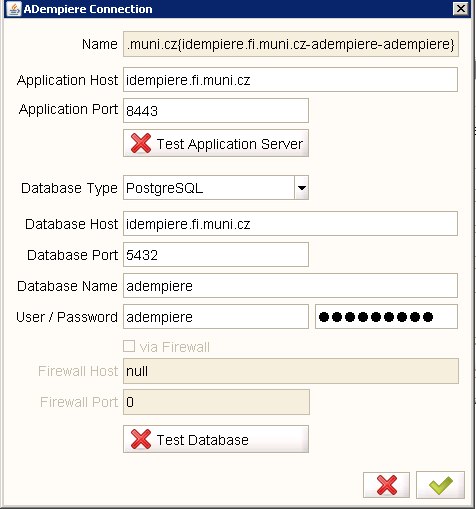 ADempiere Connection
Name .muni.cz{idempiere.fi.muni.cz-adempiere-adempiere}
Application Host idempiere.fi.muni.cz
Application Port 8443
Test Application Server
Database Type PostgreSQL
Database Host idempiere.fi.muni.cz
Database Port 5432
Database Name adempiere
User / Password adempiere ●●●●●●●●●
via Firewall
Firewall Host null
Firewall Port 0
Test Database